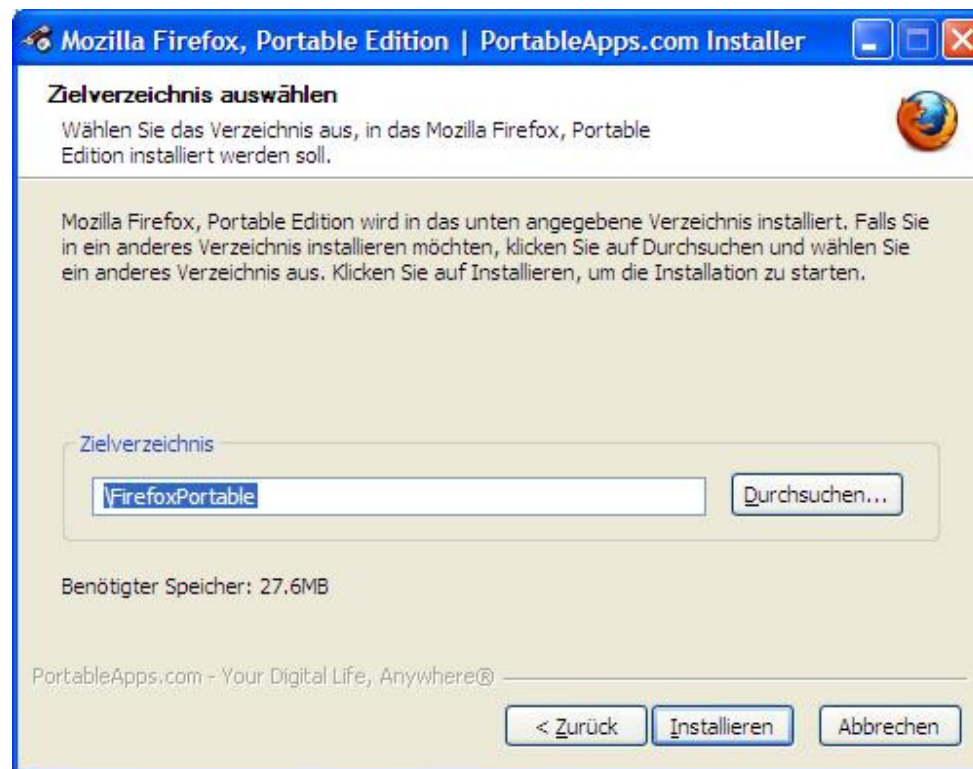 Mozilla Firefox, Portable Edition | PortableApps.com Installer
Zielverzeichnis auswählen
Wählen Sie das Verzeichnis aus, in das Mozilla Firefox, Portable
Edition installiert werden soll.
Mozilla Firefox, Portable Edition wird in das unten angegebene Verzeichnis installiert. Falls Sie
in ein anderes Verzeichnis installieren möchten, klicken Sie auf Durchsuchen und wählen Sie
ein anderes Verzeichnis aus. Klicken Sie auf Installieren, um die Installation zu starten.
Zielverzeichnis
\FirefoxPortable
Durchsuchen...
Benötigter Speicher: 27.6MB
PortableApps.com - Your Digital Life, Anywhere®
< Zurück
Installieren
Abbrechen